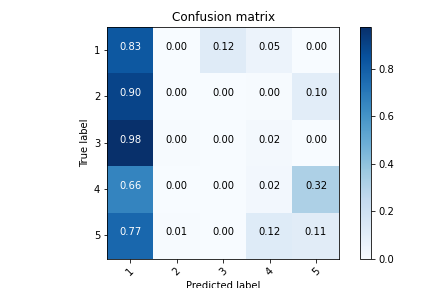 Confusion matrix
1 0.83 0.00 0.12 0.05 0.00
2 0.90 0.00 0.00 0.00 0.10
3 0.98 0.00 0.00 0.02 0.00
4 0.66 0.00 0.00 0.02 0.32
5 0.77 0.01 0.00 0.12 0.11
1 2 3 4 5
True label
Predicted label
0.8
0.6
0.4
0.2
0.0